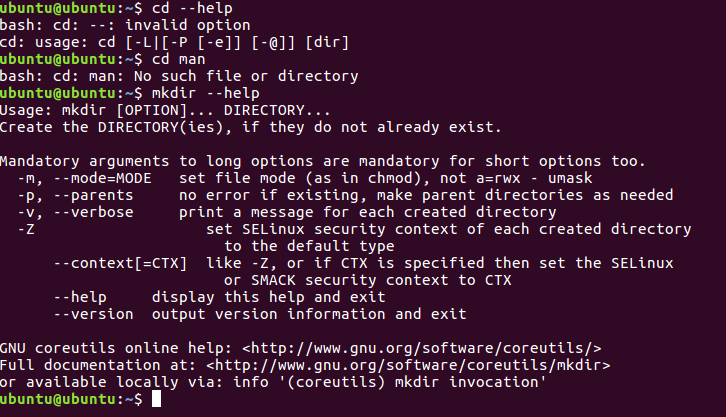 ubuntu@ubuntu:~$ cd --help
bash: cd: --: invalid option
cd: usage: cd [-L|[-P [-e]] [-@]] [dir]
ubuntu@ubuntu:~$ cd man
bash: cd: man: No such file or directory
ubuntu@ubuntu:~$ mkdir --help
Usage: mkdir [OPTION]... DIRECTORY...
Create the DIRECTORY(ies), if they do not already exist.

Mandatory arguments to long options are mandatory for short options too.
  -m, --mode=MODE   set file mode (as in chmod), not a=rwx - umask
  -p, --parents     no error if existing, make parent directories as needed
  -v, --verbose     print a message for each created directory
  -Z                   set SELinux security context of each created directory
                         to the default type
      --context[=CTX]  like -Z, or if CTX is specified then set the SELinux
                         or SMACK security context to CTX
      --help     display this help and exit
      --version  output version information and exit

GNU coreutils online help: <http://www.gnu.org/software/coreutils/>
Full documentation at: <http://www.gnu.org/software/coreutils/mkdir>
or available locally via: info '(coreutils) mkdir invocation'
ubuntu@ubuntu:~$